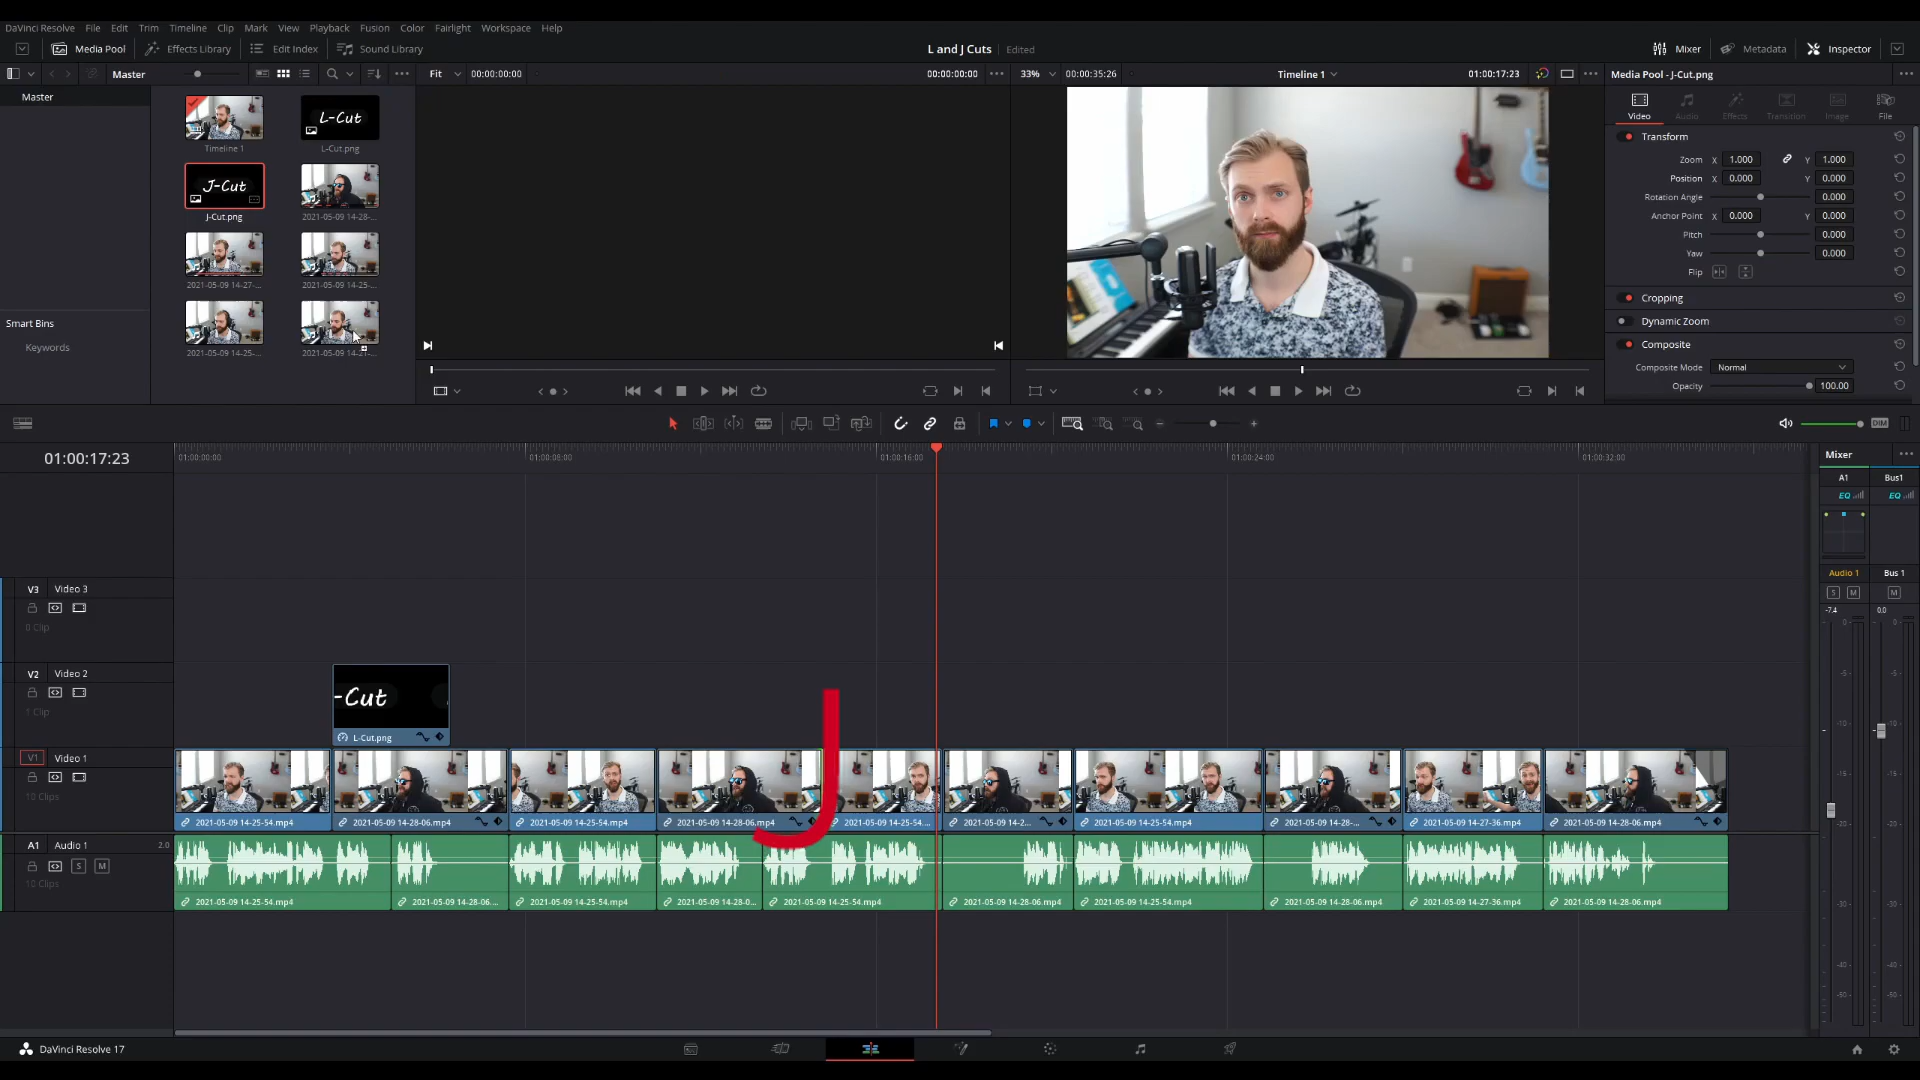 DaVinci Resolve File Edit Trim Timeline Clip Mark View Playback Fusion Color Fairlight Workspace Help
Media Pool Effects Library Edit Index Sound Library L and J Cuts Edited Mixer Metadata Inspector
Master Fit 00:00:00:00 00:00:00:00 33% 00:00:35:26 Timeline 1 01:00:17:23 Media Pool - J-Cut.png
Master
Video Audio Effects Transition Image File
L-Cut
Timeline 1 L-Cut.png
J-Cut
J-Cut.png 2021-05-09 14-28-...
2021-05-09 14-27-... 2021-05-09 14-25-...
2021-05-09 14-25-... 2021-05-09 14-21-...
Smart Bins
Keywords
Transform
Zoom X 1.000 Y 1.000
Position X 0.000 Y 0.000
Rotation Angle 0.000
Anchor Point X 0.000 Y 0.000
Pitch 0.000
Yaw 0.000
Flip
Cropping
Dynamic Zoom
Composite
Composite Mode Normal
Opacity 100.00
DIM
01:00:17:23
01:00:00:00 01:00:08:00 01:00:16:00 01:00:24:00 01:00:32:00
Mixer
A1 Bus1
EQ EQ
Audio 1 Bus 1
S M M
-7.4 0.0
V3 Video 3
0 Clip
V2 Video 2
1 Clip
-Cut
L-Cut.png
J
V1 Video 1
10 Clips
2021-05-09 14-25-54.mp4 2021-05-09 14-28-06.mp4 2021-05-09 14-25-54.mp4 2021-05-09 14-28-06.mp4 2021-05-09 14-25-54.... 2021-05-09 14-2... 2021-05-09 14-25-54.mp4 2021-05-09 14-28-... 2021-05-09 14-27-36.mp4 2021-05-09 14-28-06.mp4
A1 Audio 1 2.0
S M
10 Clips
2021-05-09 14-25-54.mp4 2021-05-09 14-28-06.... 2021-05-09 14-25-54.mp4 2021-05-09 14-28-0... 2021-05-09 14-25-54.mp4 2021-05-09 14-28-06.mp4 2021-05-09 14-25-54.mp4 2021-05-09 14-28-06.mp4 2021-05-09 14-27-36.mp4 2021-05-09 14-28-06.mp4
DaVinci Resolve 17